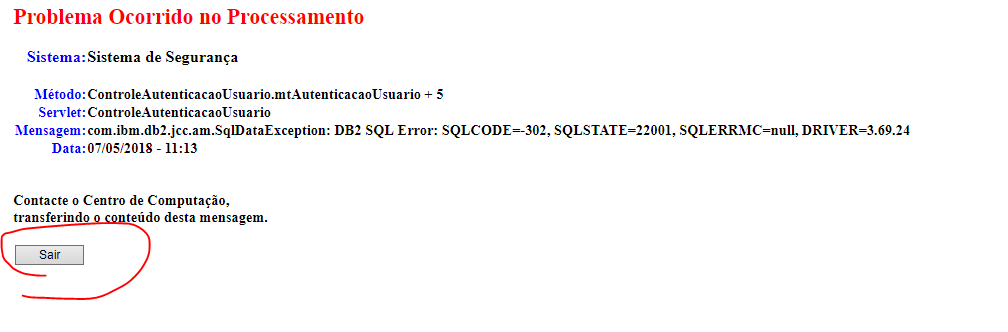 Problema Ocorrido no Processamento
Sistema: Sistema de Segurança
Método: ControleAutenticacaoUsuario.mtAutenticacaoUsuario + 5
Servlet: ControleAutenticacaoUsuario
Mensagem: com.ibm.db2.jcc.am.SqlDataException: DB2 SQL Error: SQLCODE=-302, SQLSTATE=22001, SQLERRMC=null, DRIVER=3.69.24
Data: 07/05/2018 - 11:13
Contacte o Centro de Computação,
transferindo o conteúdo desta mensagem.
Sair